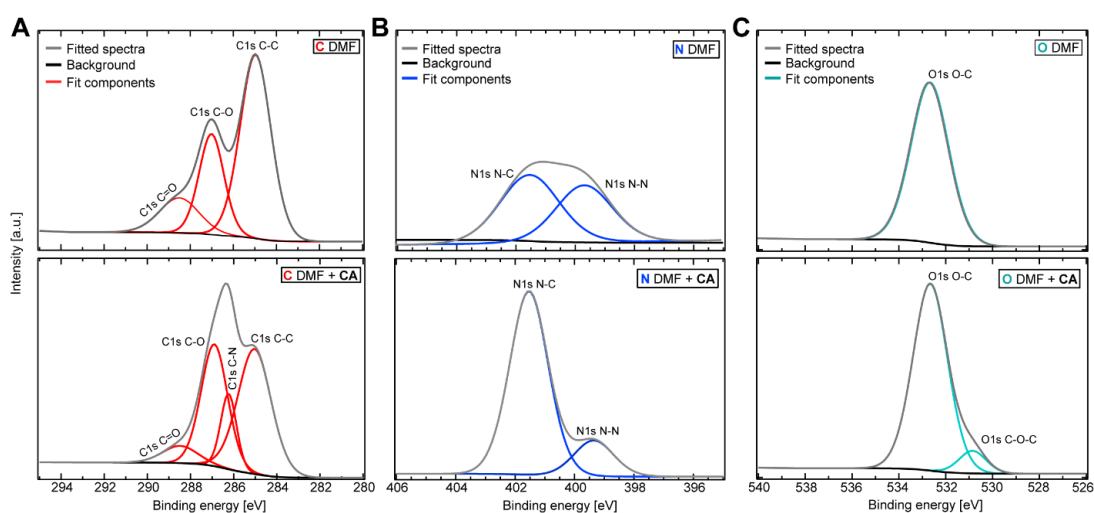 A
B
C
Fitted spectra
Background
Fit components
C DMF
C1s C-C
C1s C-O
C1s C=O
Fitted spectra
Background
Fit components
N DMF
N1s N-C
N1s N-N
Fitted spectra
Background
Fit components
O DMF
O1s O-C
Intensity [a.u.]
C DMF + CA
C1s C-O
C1s C-N
C1s C-C
C1s C=O
294 292 290 288 286 284 282 280
Binding energy [eV]
N DMF + CA
N1s N-C
N1s N-N
406 404 402 400 398 396
Binding energy [eV]
O DMF + CA
O1s O-C
O1s C-O-C
540 538 536 534 532 530 528 526
Binding energy [eV]